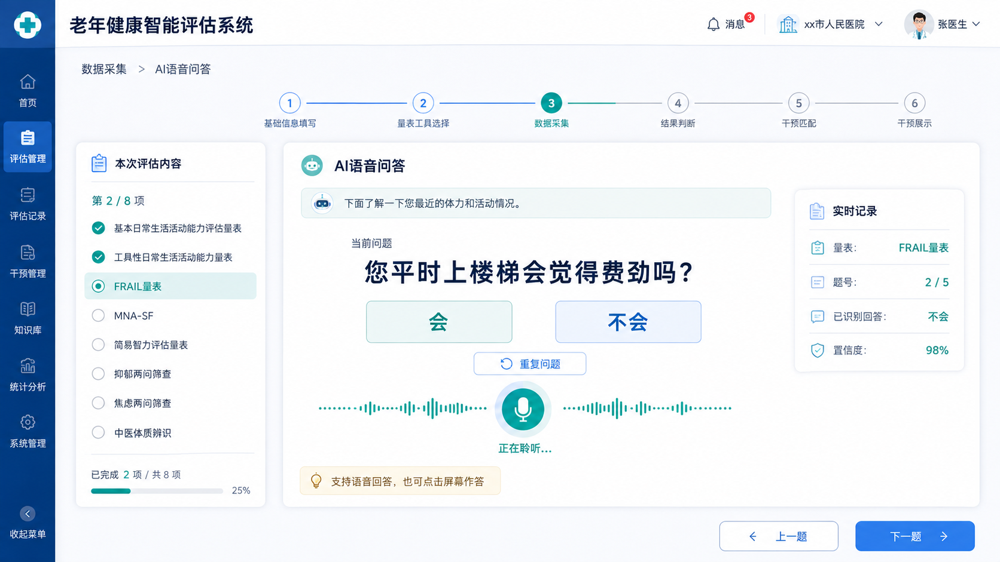 老年健康智能评估系统
消息
3
xx市人民医院
张医生
首页
评估管理
评估记录
干预管理
知识库
统计分析
系统管理
收起菜单
数据采集 > AI语音问答
1
2
3
4
5
6
基础信息填写
量表工具选择
数据采集
结果判断
干预匹配
干预展示
本次评估内容
第 2 / 8 项
基本日常生活活动能力评估量表
工具性日常生活活动能力量表
FRAIL量表
MNA-SF
简易智力评估量表
抑郁两问筛查
焦虑两问筛查
中医体质辨识
已完成 2 项 / 共 8 项
25%
AI语音问答
下面了解一下您最近的体力和活动情况。
当前问题
您平时上楼梯会觉得费劲吗？
会
不会
重复问题
正在聆听...
支持语音回答，也可点击屏幕作答
实时记录
量表： FRAIL量表
题号： 2 / 5
已识别回答： 不会
置信度： 98%
上一题
下一题